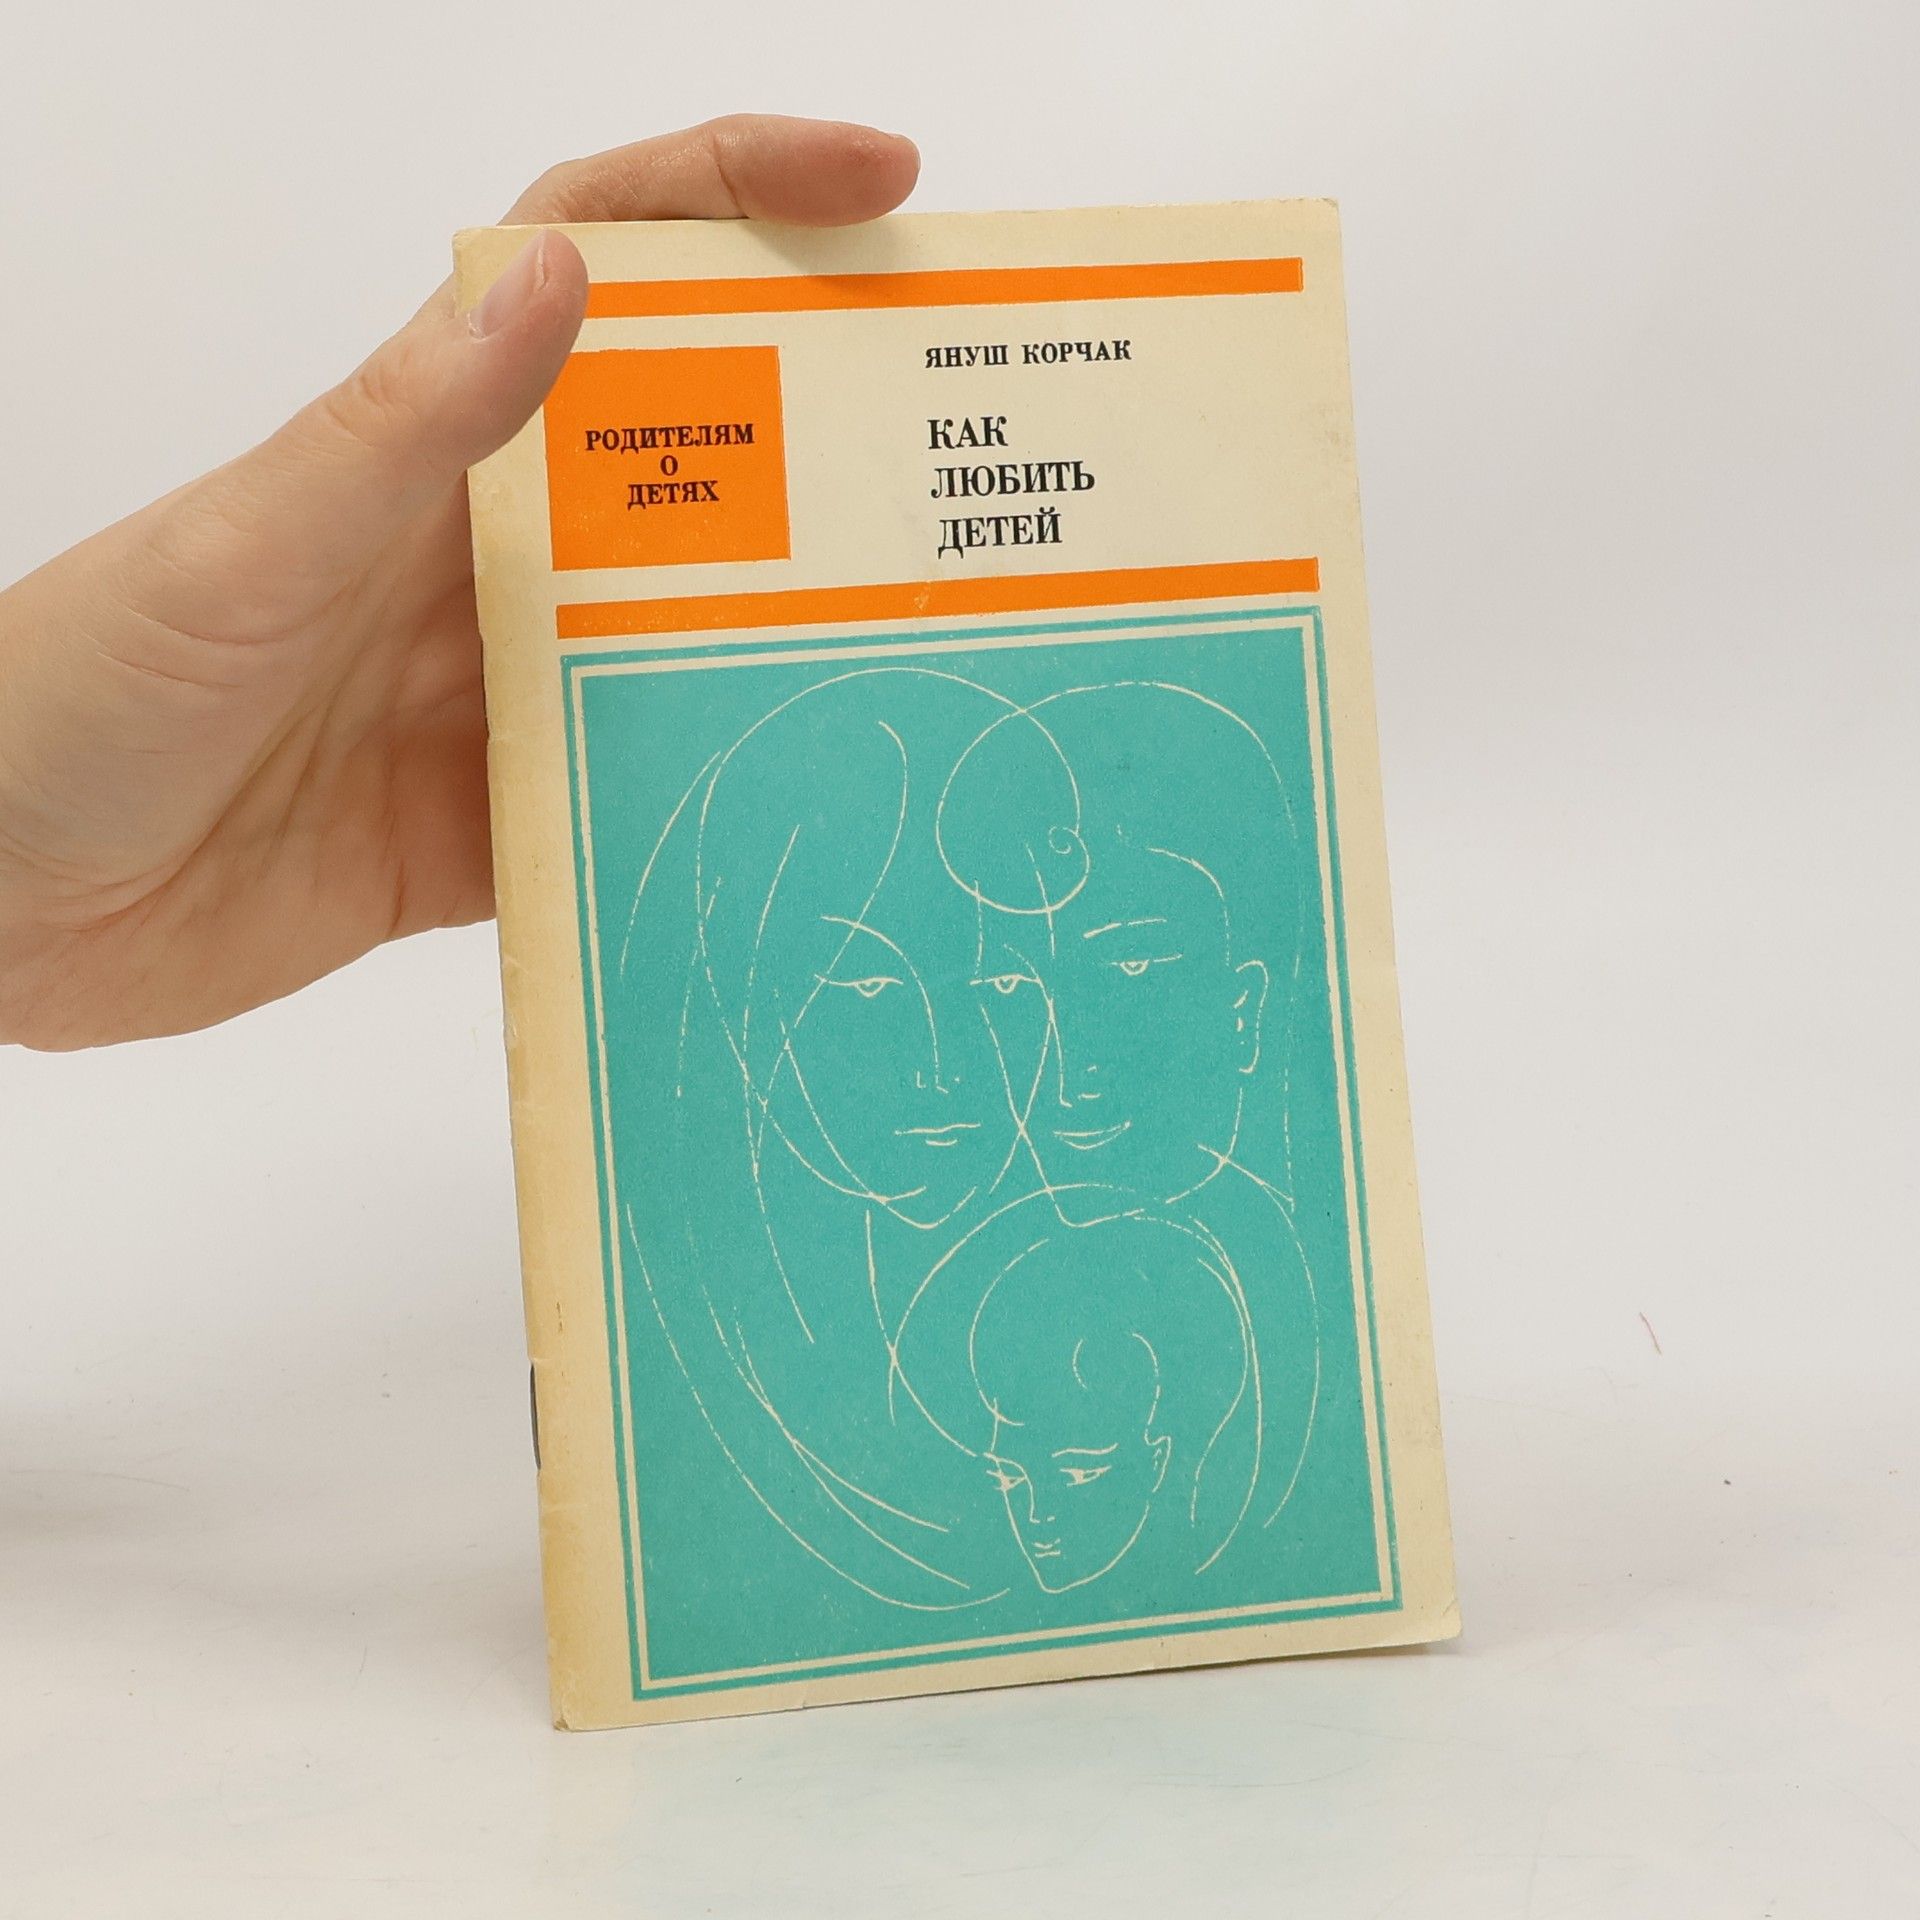 ЯНУШ КОРЧАК
КАК
ЛЮБИТЬ
ДЕТЕЙ
РОДИТЕЛЯМ
О
ДЕТЯХ